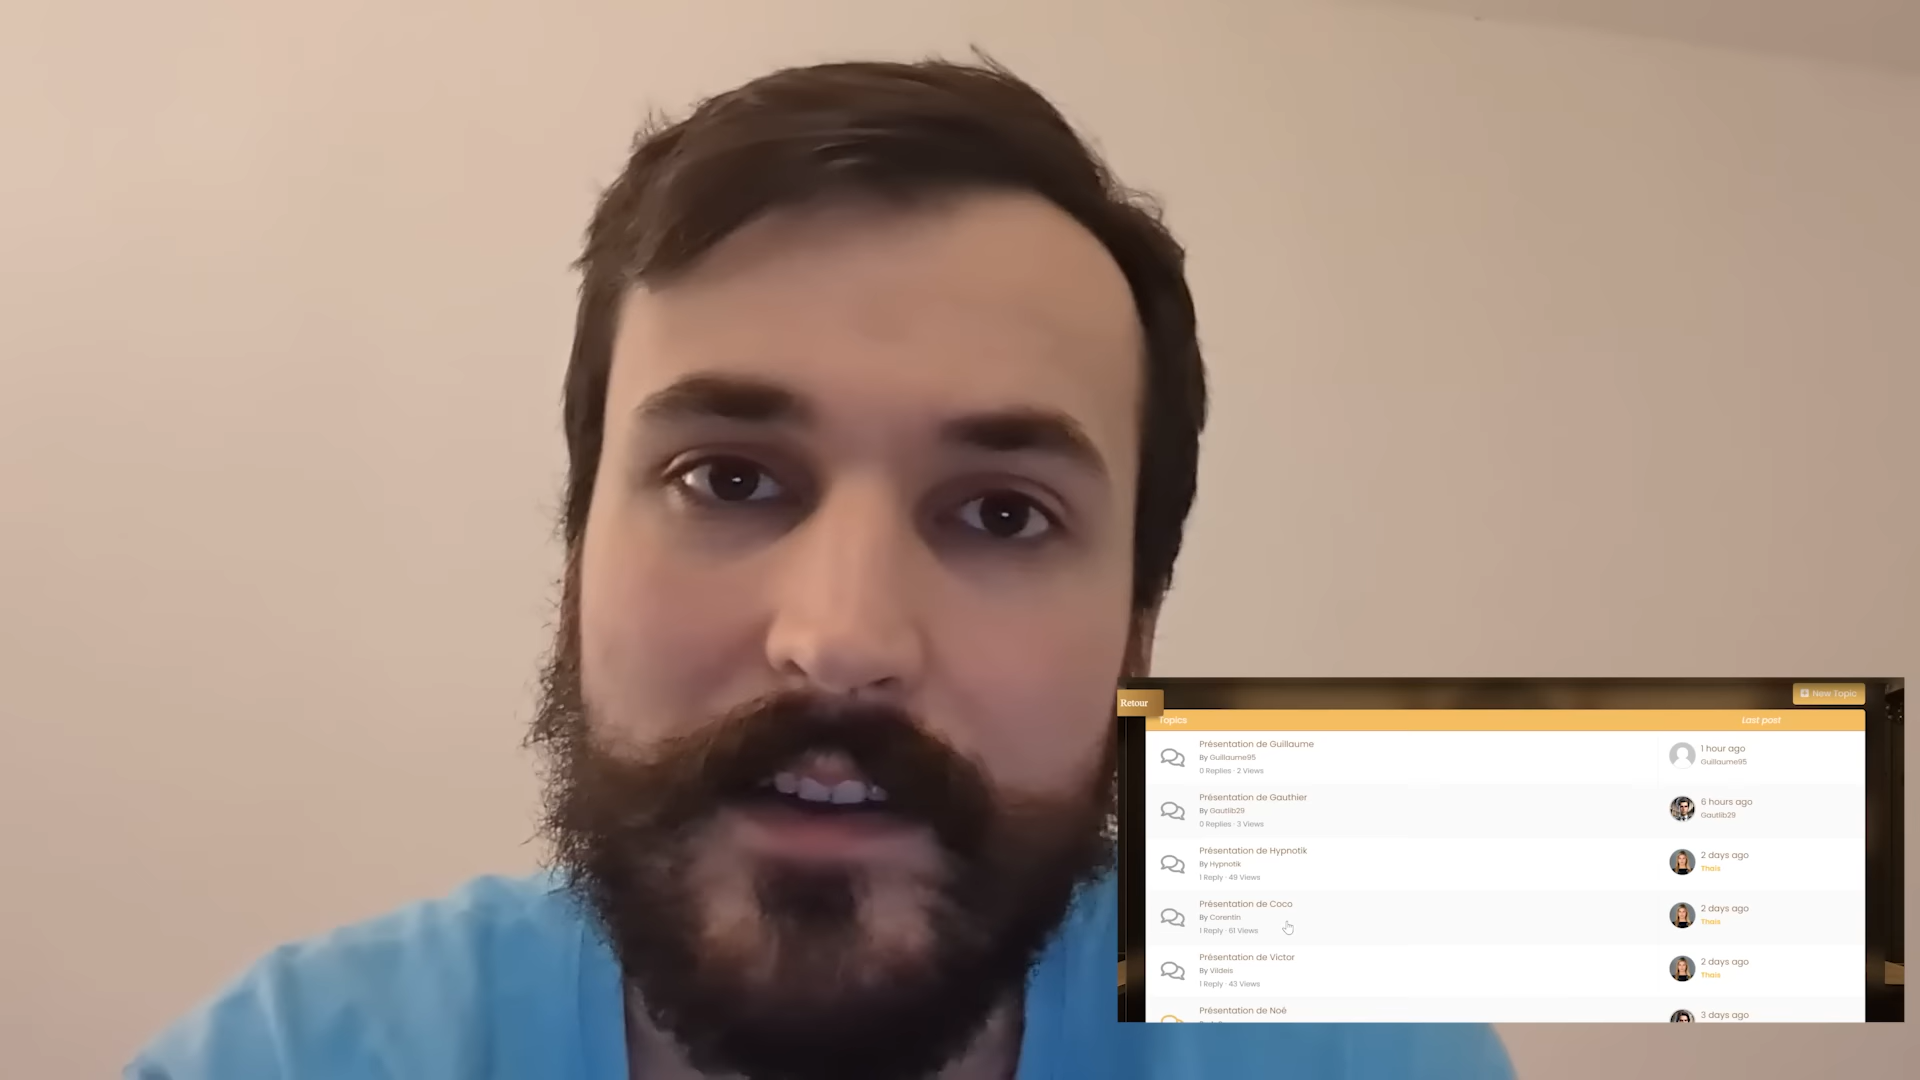 Retour
New Topic
Topics
Last post
Présentation de Guillaume
By Guillaume95
0 Replies · 2 Views
1 hour ago
Guillaume95
Présentation de Gauthier
By Gautlib29
0 Replies · 3 Views
6 hours ago
Gautlib29
Présentation de Hypnotik
By Hypnotik
1 Reply · 49 Views
2 days ago
Thaïs
Présentation de Coco
By Corentin
1 Reply · 61 Views
2 days ago
Thaïs
Présentation de Victor
By Vildeis
1 Reply · 43 Views
2 days ago
Thaïs
Présentation de Noé
3 days ago